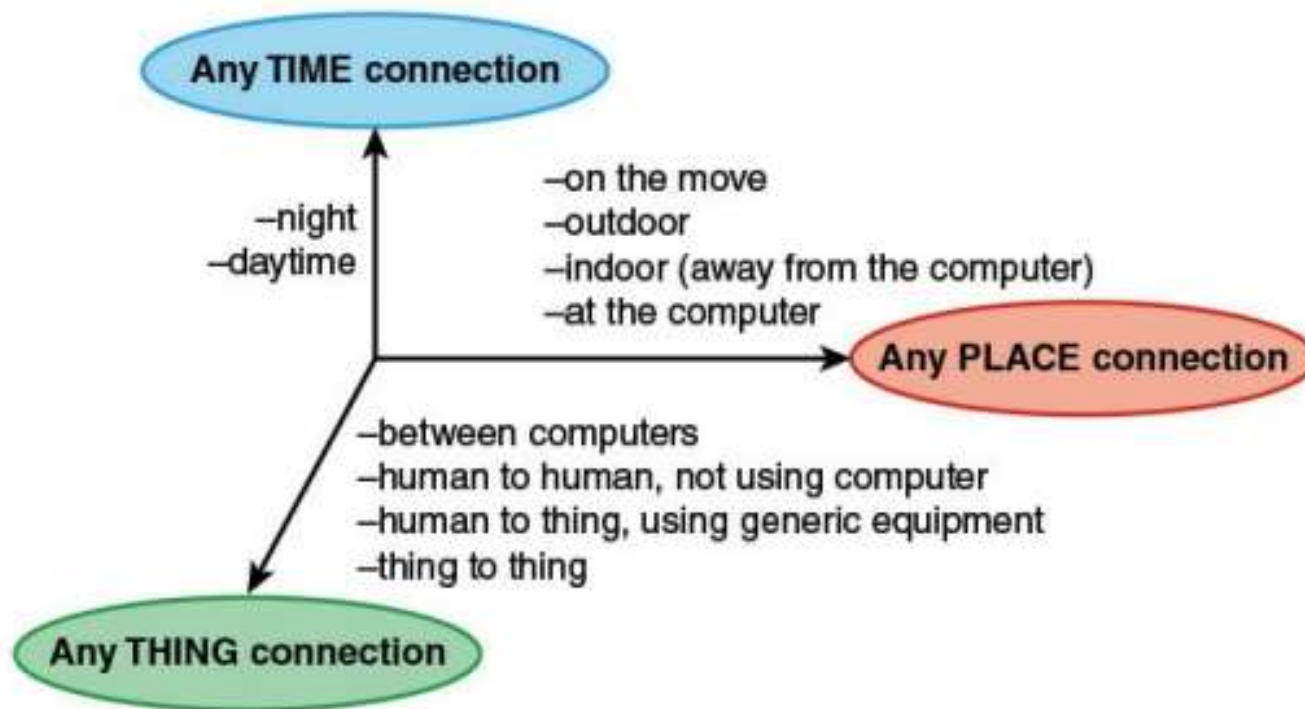 Any TIME connection
–night
–daytime
–on the move
–outdoor
–indoor (away from the computer)
–at the computer
Any PLACE connection
–between computers
–human to human, not using computer
–human to thing, using generic equipment
–thing to thing
Any THING connection